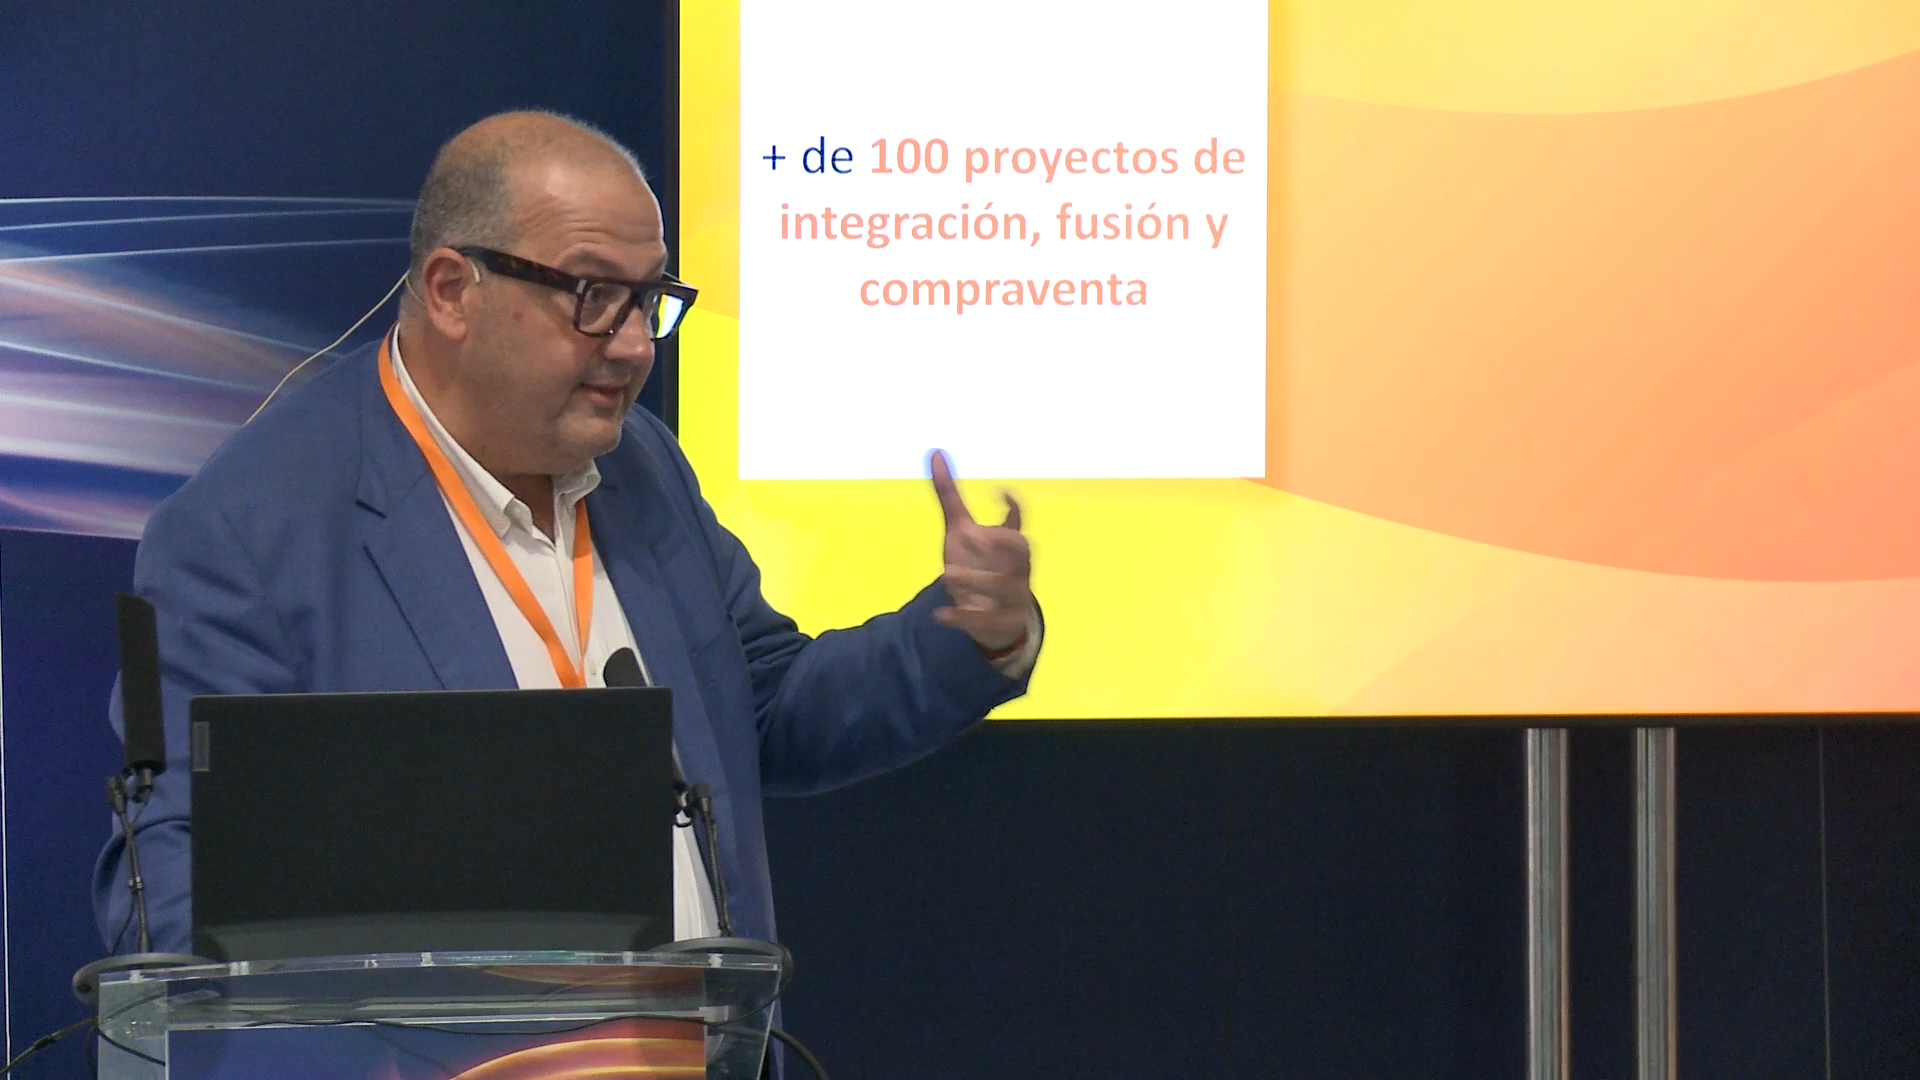 + de 100 proyectos de
integración, fusión y
compraventa